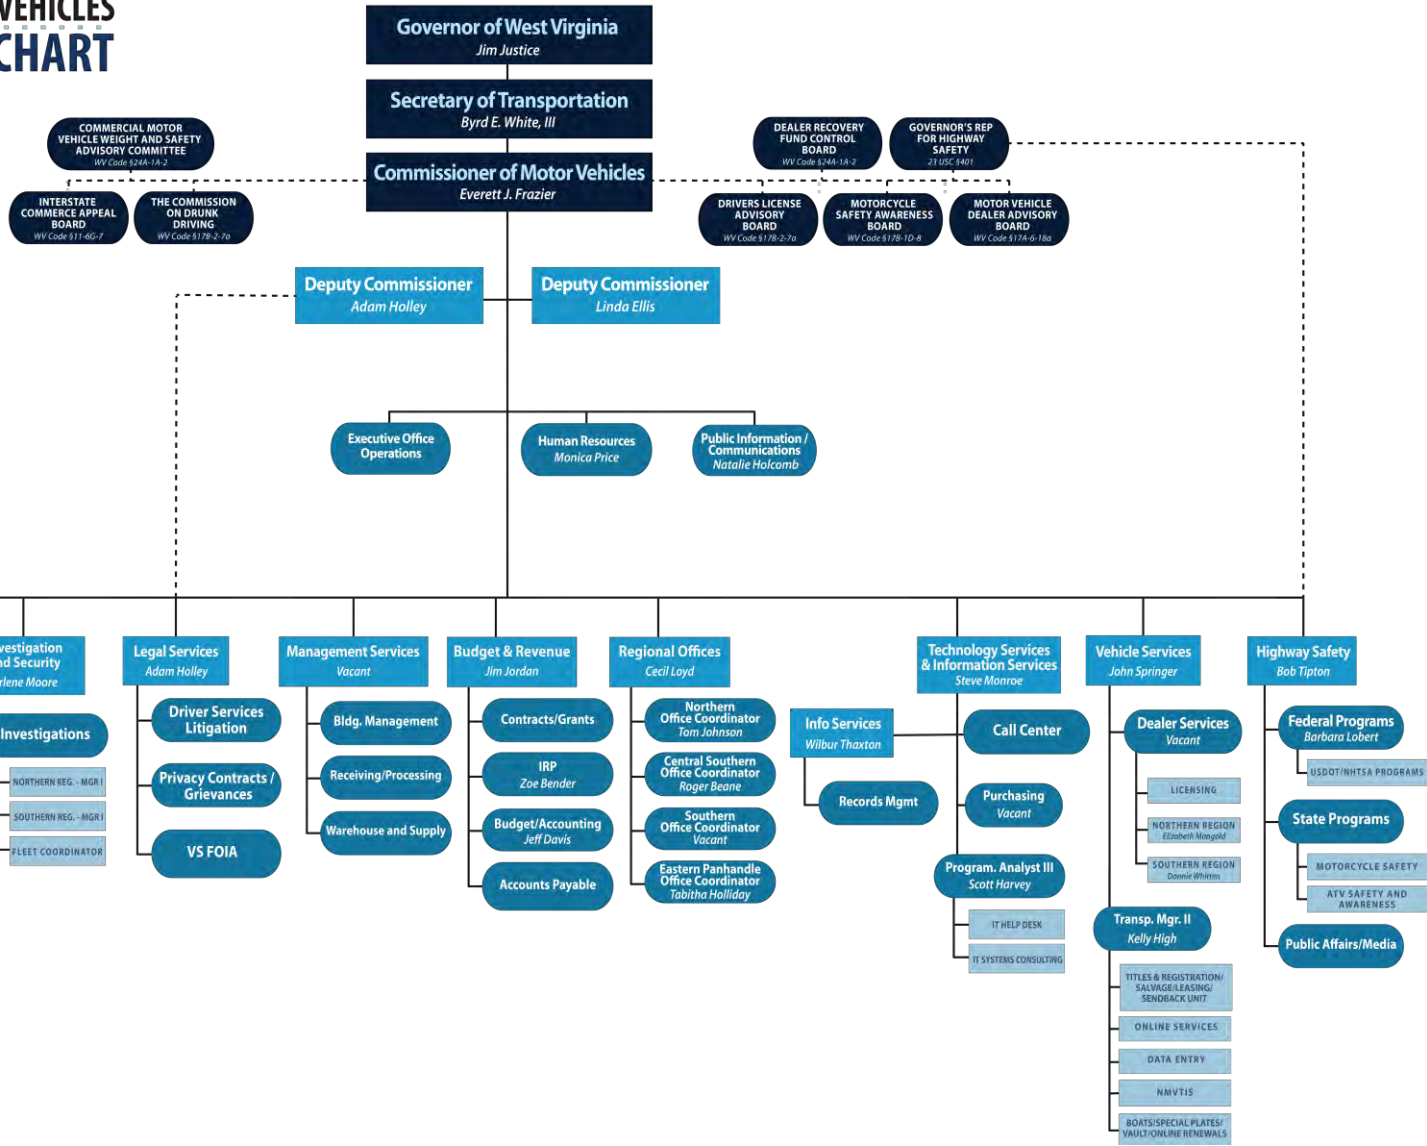 VEHICLES
CHART
Governor of West Virginia
Jim Justice
Secretary of Transportation
Byrd E. White, III
Commissioner of Motor Vehicles
Everett J. Frazier
COMMERCIAL MOTOR
VEHICLE WEIGHT AND SAFETY
ADVISORY COMMITTEE
WV Code §24A-1A-2
INTERSTATE
COMMERCE APPEAL
BOARD
WV Code §11-6G-7
THE COMMISSION
ON DRUNK
DRIVING
WV Code §17B-2-7a
DEALER RECOVERY
FUND CONTROL
BOARD
WV Code §24A-1A-2
GOVERNOR'S REP
FOR HIGHWAY
SAFETY
23 USC §401
DRIVERS LICENSE
ADVISORY
BOARD
WV Code §17B-2-7a
MOTORCYCLE
SAFETY AWARENESS
BOARD
WV Code §17B-1D-8
MOTOR VEHICLE
DEALER ADVISORY
BOARD
WV Code §17A-6-18a
Deputy Commissioner
Adam Holley
Deputy Commissioner
Linda Ellis
Executive Office
Operations
Human Resources
Monica Price
Public Information /
Communications
Natalie Holcomb
vestigation
nd Security
rlene Moore
Investigations
NORTHERN REG. - MGR I
SOUTHERN REG. - MGR I
FLEET COORDINATOR
Legal Services
Adam Holley
Driver Services
Litigation
Privacy Contracts /
Grievances
VS FOIA
Management Services
Vacant
Bldg. Management
Receiving/Processing
Warehouse and Supply
Budget & Revenue
Jim Jordan
Contracts/Grants
IRP
Zoe Bender
Budget/Accounting
Jeff Davis
Accounts Payable
Regional Offices
Cecil Loyd
Northern
Office Coordinator
Tom Johnson
Central Southern
Office Coordinator
Roger Beane
Southern
Office Coordinator
Vacant
Eastern Panhandle
Office Coordinator
Tabitha Holliday
Technology Services
& Information Services
Steve Monroe
Info Services
Wilbur Thaxton
Records Mgmt
Call Center
Purchasing
Vacant
Program. Analyst III
Scott Harvey
IT HELP DESK
IT SYSTEMS CONSULTING
Vehicle Services
John Springer
Dealer Services
Vacant
LICENSING
NORTHERN REGION
Elizabeth Mangold
SOUTHERN REGION
Donnie Whitten
Transp. Mgr. II
Kelly High
TITLES & REGISTRATION/
SALVAGE/LEASING/
SENDBACK UNIT
ONLINE SERVICES
DATA ENTRY
NMVTIS
BOATS/SPECIAL PLATES/
VAULT/ONLINE RENEWALS
Highway Safety
Bob Tipton
Federal Programs
Barbara Lobert
USDOT/NHTSA PROGRAMS
State Programs
MOTORCYCLE SAFETY
ATV SAFETY AND
AWARENESS
Public Affairs/Media